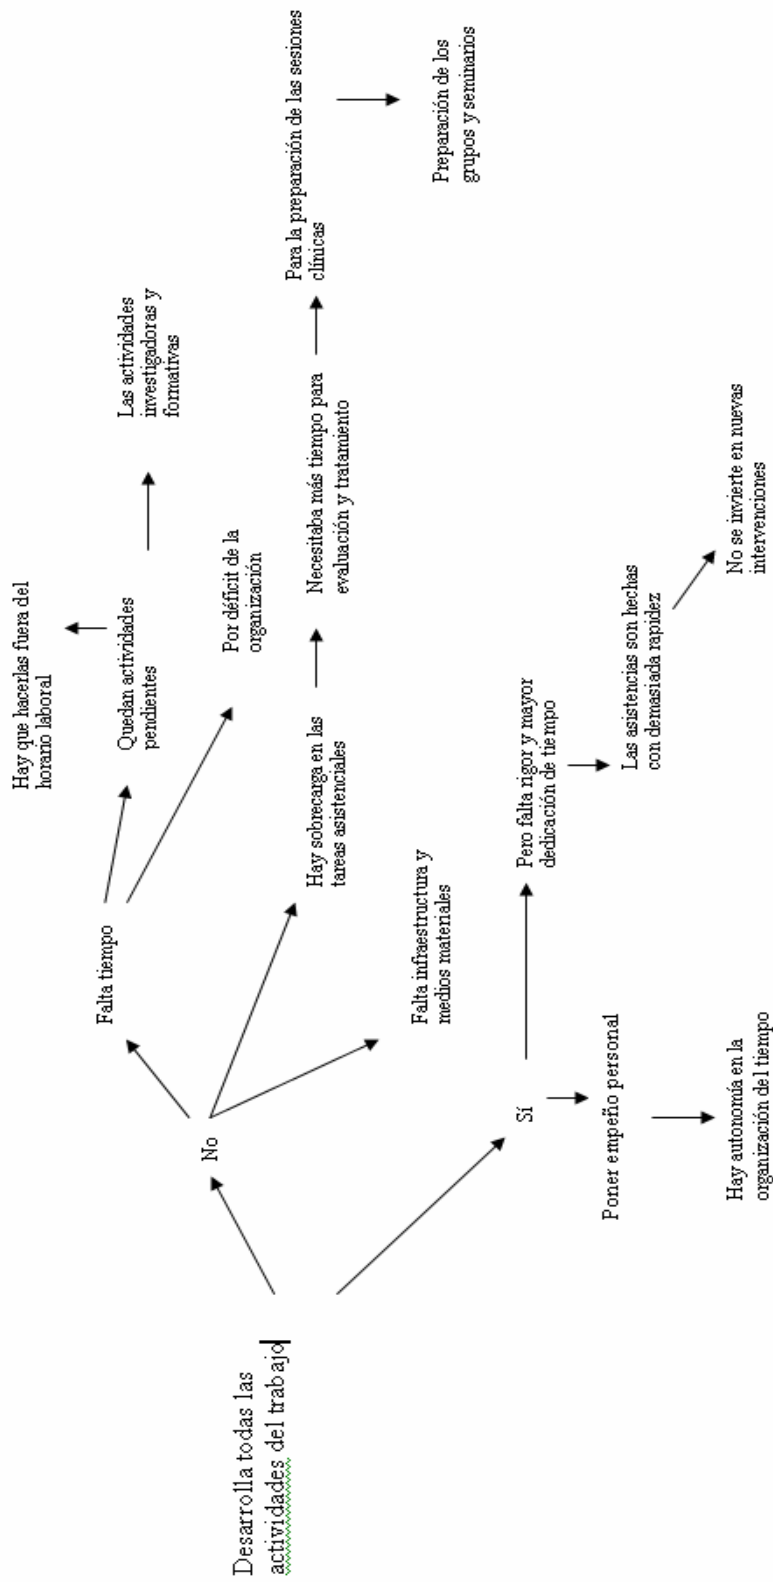 Desarrolla todas las
actividades del trabajo
No
Falta tiempo
Quedan actividades
pendientes
Hay que hacerlas fuera del
horario laboral
Las actividades
investigadoras y
formativas
Por déficit de la
organización
Hay sobrecarga en las
tareas asistenciales
Necesitaba más tiempo para
evaluación y tratamiento
Para la preparación de las sesiones
clínicas
Preparación de los
grupos y seminarios
Falta infraestructura y
medios materiales
Sí
Pero falta rigor y mayor
dedicación de tiempo
Las asistencias son hechas
con demasiada rapidez
No se invierte en nuevas
intervenciones
Poner empeño personal
Hay autonomía en la
organización del tiempo